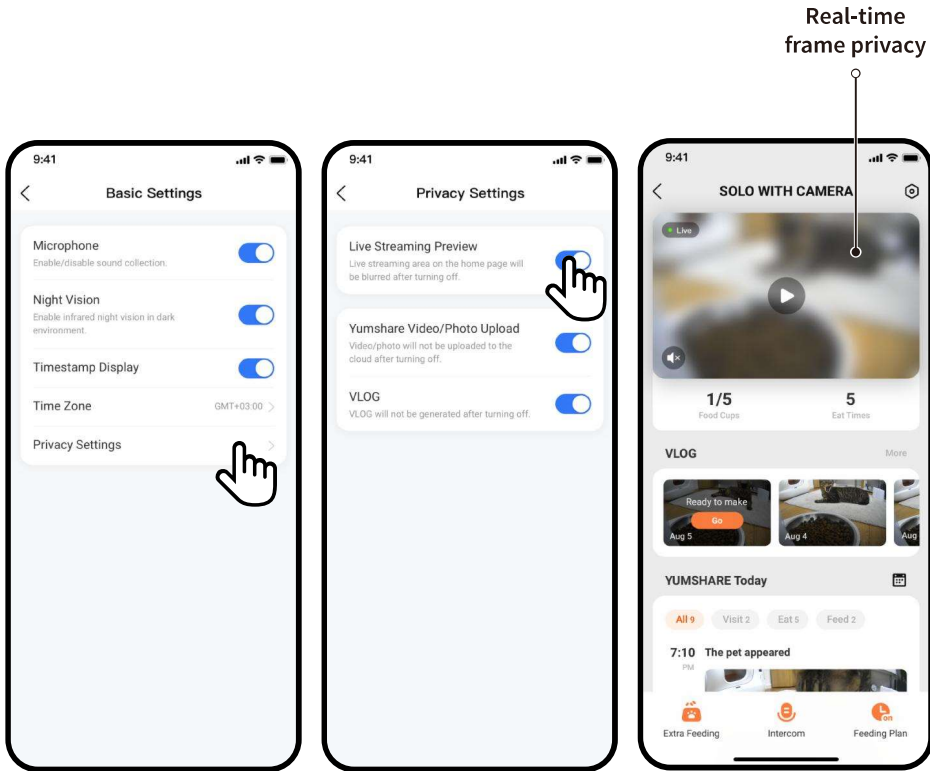 Real-time
frame privacy
9:41
Basic Settings
Microphone
Enable/disable sound collection.
Night Vision
Enable infrared night vision in dark
environment.
Timestamp Display
Time Zone
GMT+03:00
Privacy Settings
9:41
Privacy Settings
Live Streaming Preview
Live streaming area on the home page will
be blurred after turning off.
Yumshare Video/Photo Upload
Video/photo will not be uploaded to the
cloud after turning off.
VLOG
VLOG will not be generated after turning off.
9:41
SOLO WITH CAMERA
Live
1/5
Food Cups
5
Eat Times
VLOG
More
Ready to make
Go
Aug 5
Aug 4
Aug
YUMSHARE Today
All 9
Visit 2
Eat 5
Feed 2
7:10 The pet appeared
PM
on
Extra Feeding
Intercom
Feeding Plan